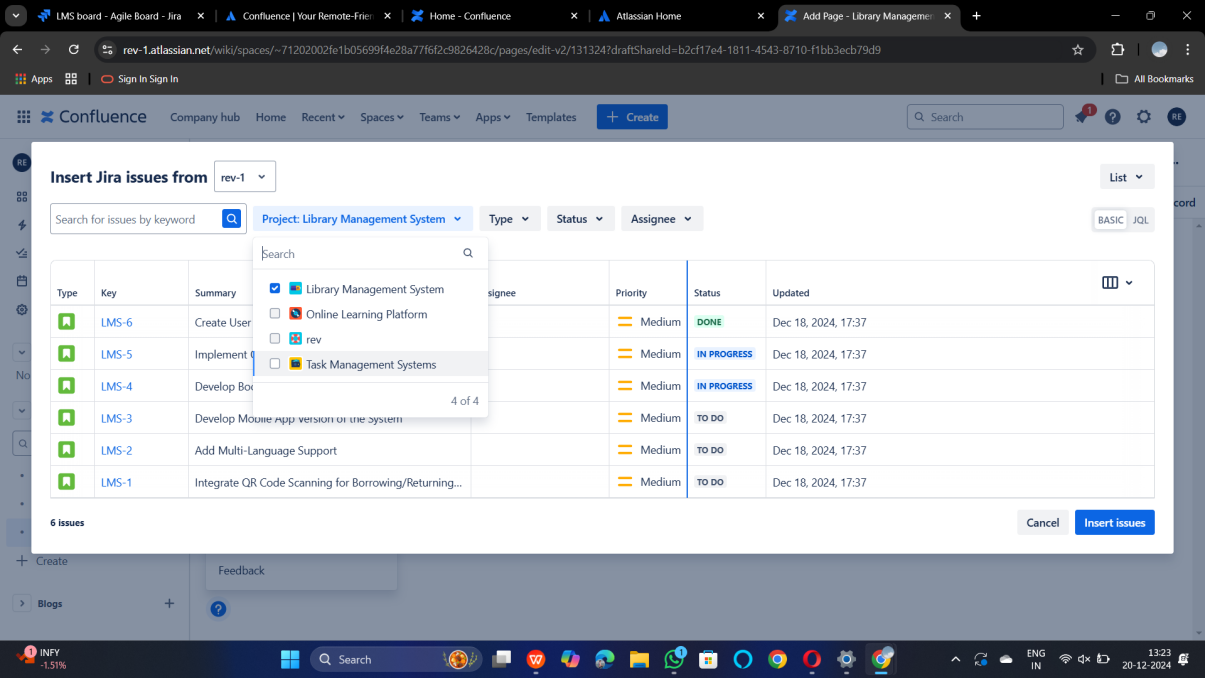 LMS board - Agile Board - Jira
Confluence | Your Remote-Frien
Home - Confluence
Atlassian Home
Add Page - Library Managemen
rev-1.atlassian.net/wiki/spaces/~71202002fe1b05699f4e28a77f6f2c9826428c/pages/edit-v2/131324?draftShareId=b2cf17e4-1811-4543-8710-f1bb3ecb79d9
Apps
Sign In Sign In
All Bookmarks
Confluence
Company hub
Home
Recent
Spaces
Teams
Apps
Templates
Create
Search
1
RE
RE
Insert Jira issues from
rev-1
List
Search for issues by keyword
Project: Library Management System
Type
Status
Assignee
BASIC
JQL
cord
Search
Library Management System
Online Learning Platform
rev
Task Management Systems
4 of 4
Type Key Summary signee Priority Status Updated
LMS-6 Create User Medium DONE Dec 18, 2024, 17:37
LMS-5 Implement Medium IN PROGRESS Dec 18, 2024, 17:37
LMS-4 Develop Boo Medium IN PROGRESS Dec 18, 2024, 17:37
LMS-3 Develop Mobile App Version of the System Medium TO DO Dec 18, 2024, 17:37
LMS-2 Add Multi-Language Support Medium TO DO Dec 18, 2024, 17:37
LMS-1 Integrate QR Code Scanning for Borrowing/Returning... Medium TO DO Dec 18, 2024, 17:37
6 issues
Cancel
Insert issues
No
Create
Feedback
Blogs
1
INFY
-1.51%
Search
1
ENG
IN
13:23
20-12-2024